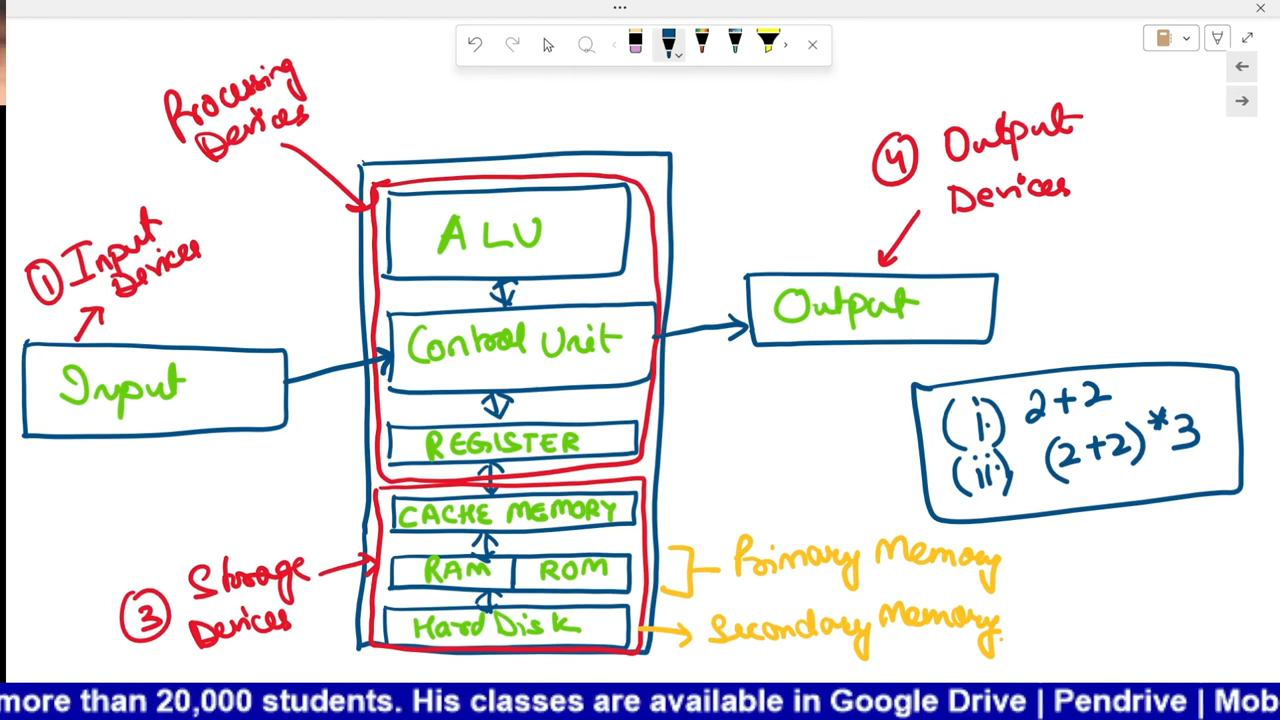 Processing
Devices
① Input
Devices
Input
ALU
Control Unit
REGISTER
CACHE MEMORY
RAM
ROM
Hard Disk
③ Storage
Devices
④ Output
Devices
Output
(i) 2+2
(ii) (2+2)*3
Primary Memory
Secondary Memory.
more than 20,000 students. His classes are available in Google Drive | Pendrive | Mob